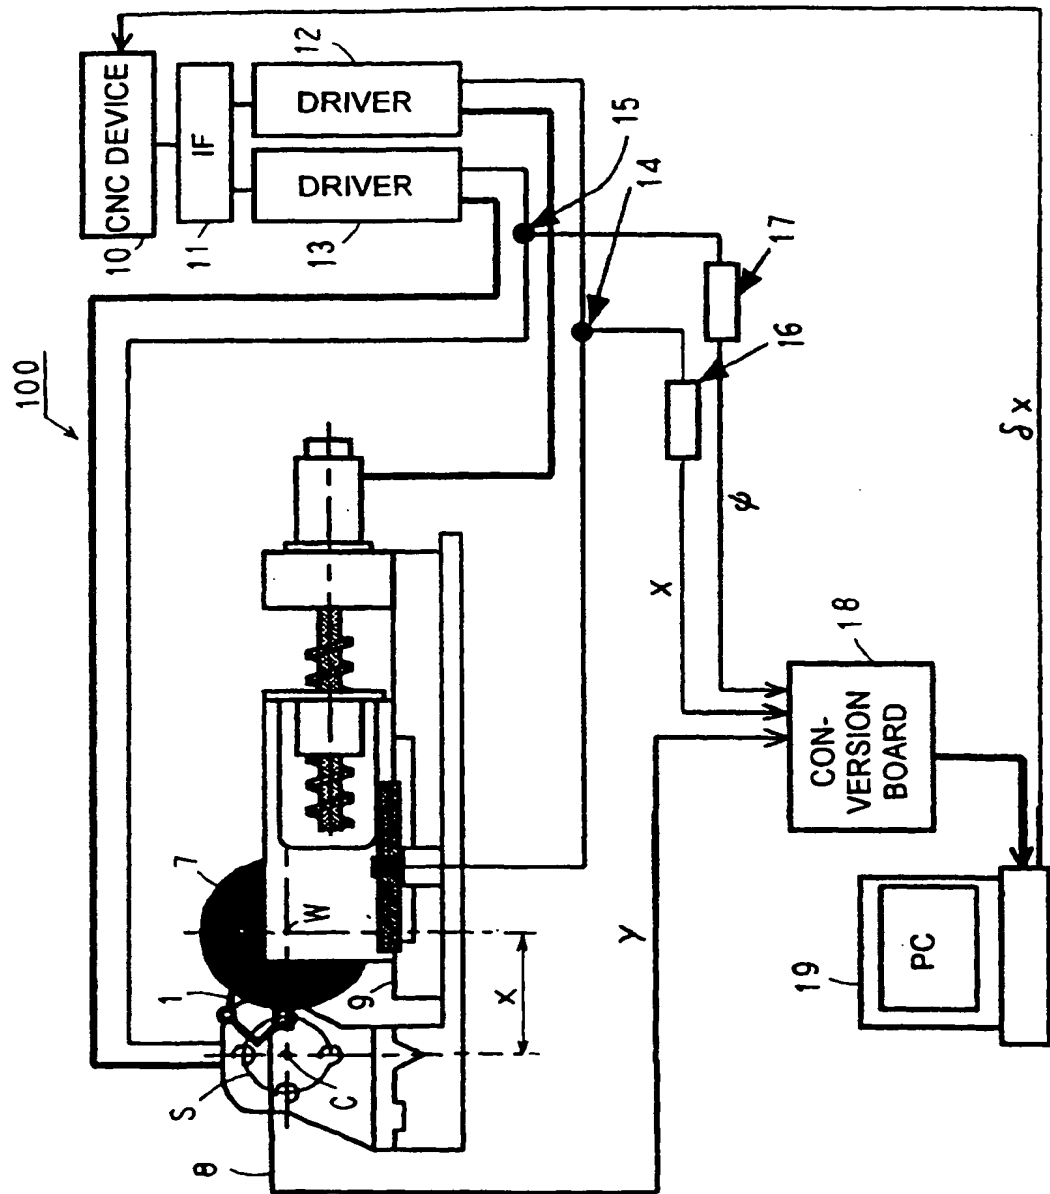 100
CNC DEVICE
10
IF
11
DRIVER
12
DRIVER
13
15
14
17
16
7
W
1
9
S
C
8
x
x
ψ
y
δx
CON-
VERSION
BOARD
18
PC
19